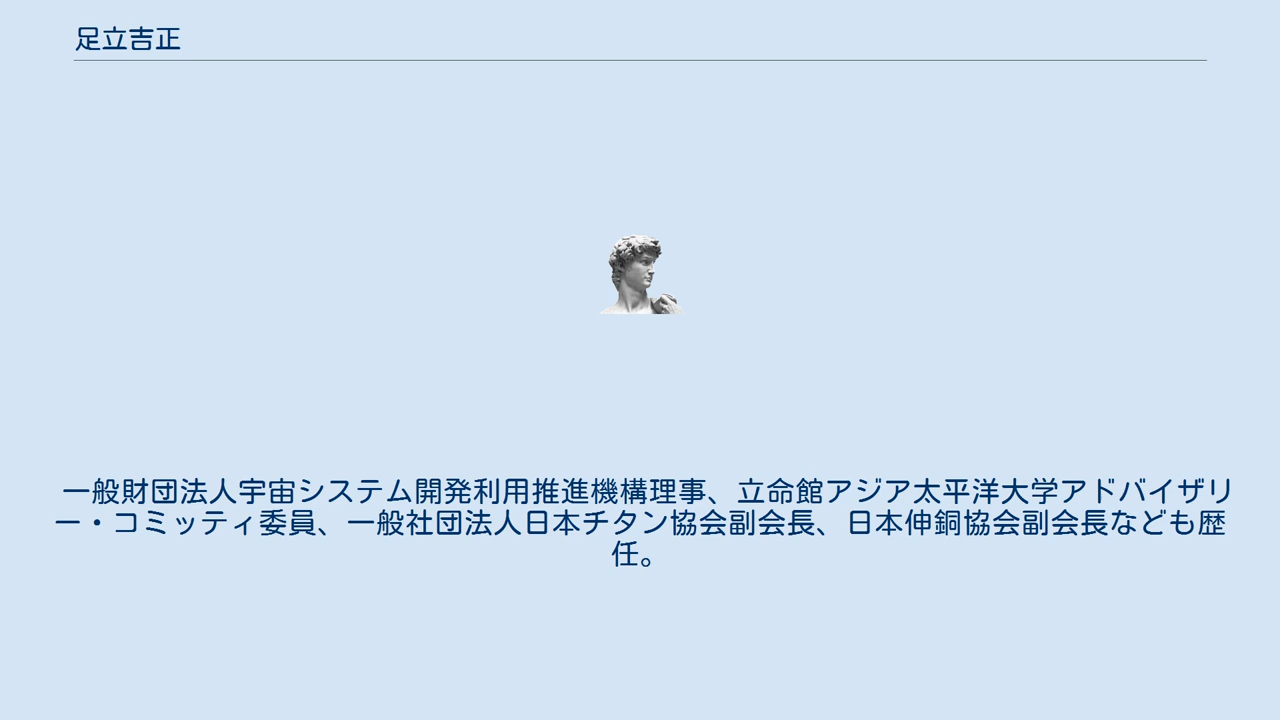 足立吉正
一般財団法人宇宙システム開発利用推進機構理事、立命館アジア太平洋大学アドバイザリ
ー・コミッティ委員、一般社団法人日本チタン協会副会長、日本伸銅協会副会長なども歴
任。